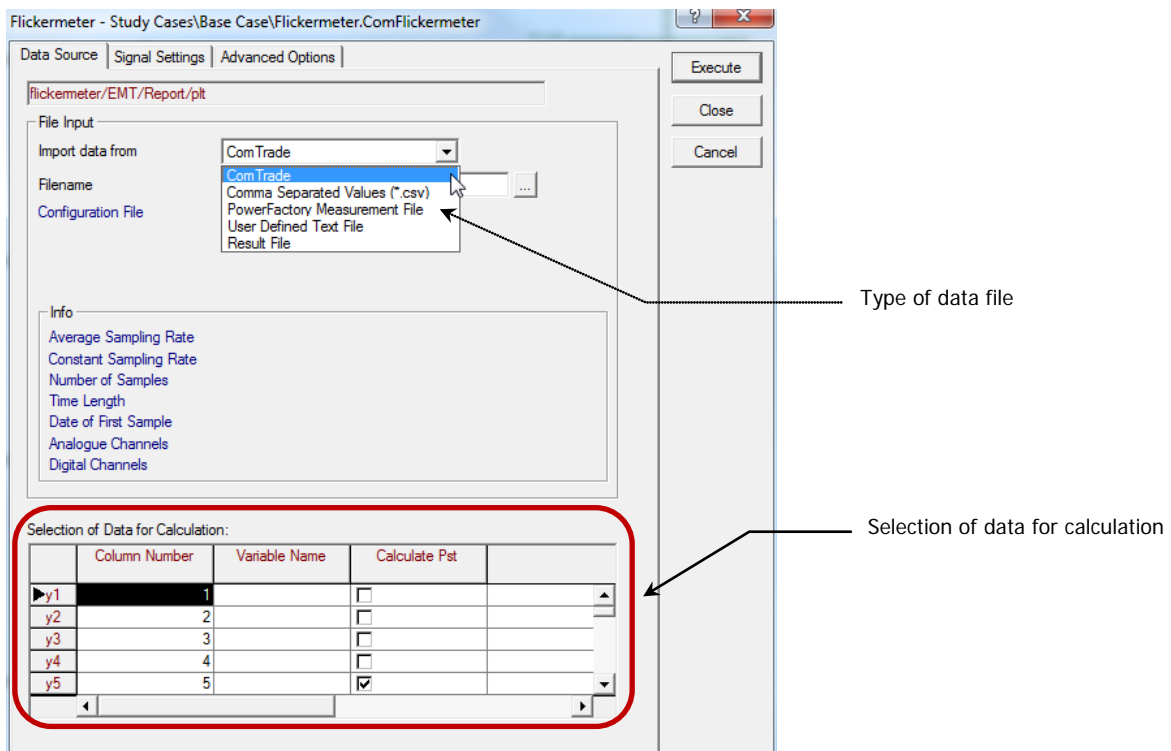 Flickermeter - Study Cases\Base Case\Flickermeter.ComFlickermeter
?
X
Data Source
Signal Settings
Advanced Options
Execute
Close
Cancel
flickermeter/EMT/Report/plt
File Input
Import data from
ComTrade
ComTrade
Filename
...
Comma Separated Values (*.csv)
Configuration File
PowerFactory Measurement File
User Defined Text File
Result File
Type of data file
Info
Average Sampling Rate
Constant Sampling Rate
Number of Samples
Time Length
Date of First Sample
Analogue Channels
Digital Channels
Selection of data for calculation
Selection of Data for Calculation:
Column Number Variable Name Calculate Pst
y1 1
y2 2
y3 3
y4 4
y5 5